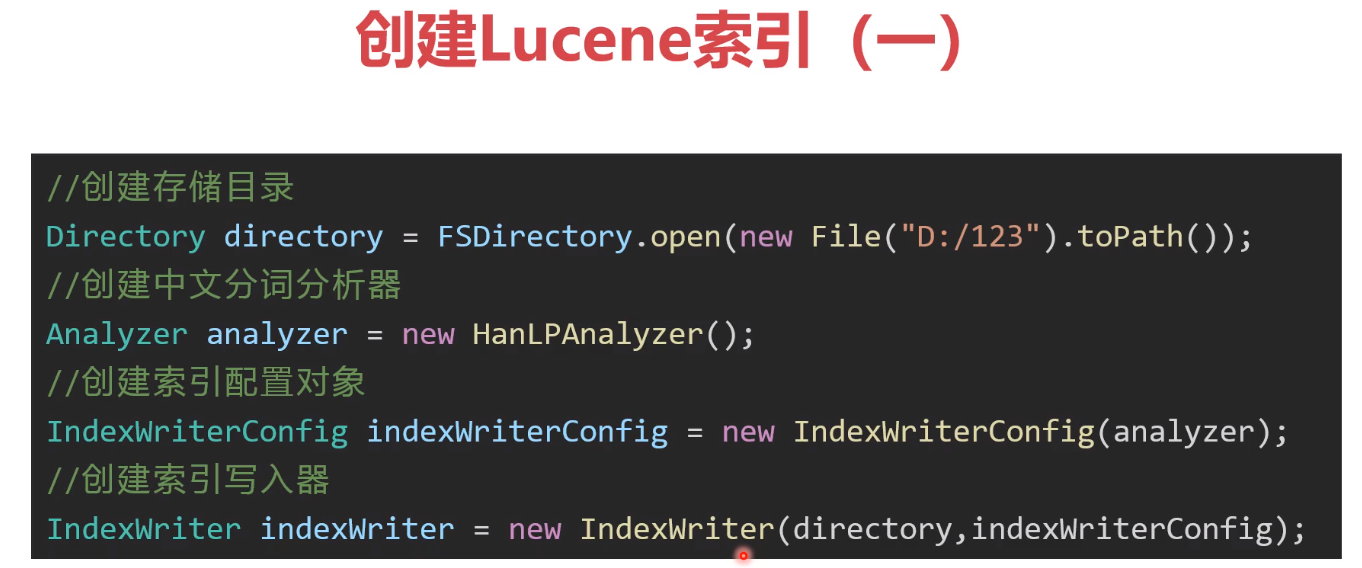 创建Lucene索引（一）
//创建存储目录
Directory directory = FSDirectory.open(new File("D:/123").toPath());
//创建中文分词分析器
Analyzer analyzer = new HanLPAnalyzer();
//创建索引配置对象
IndexWriterConfig indexWriterConfig = new IndexWriterConfig(analyzer);
//创建索引写入器
IndexWriter indexWriter = new IndexWriter(directory,indexWriterConfig);